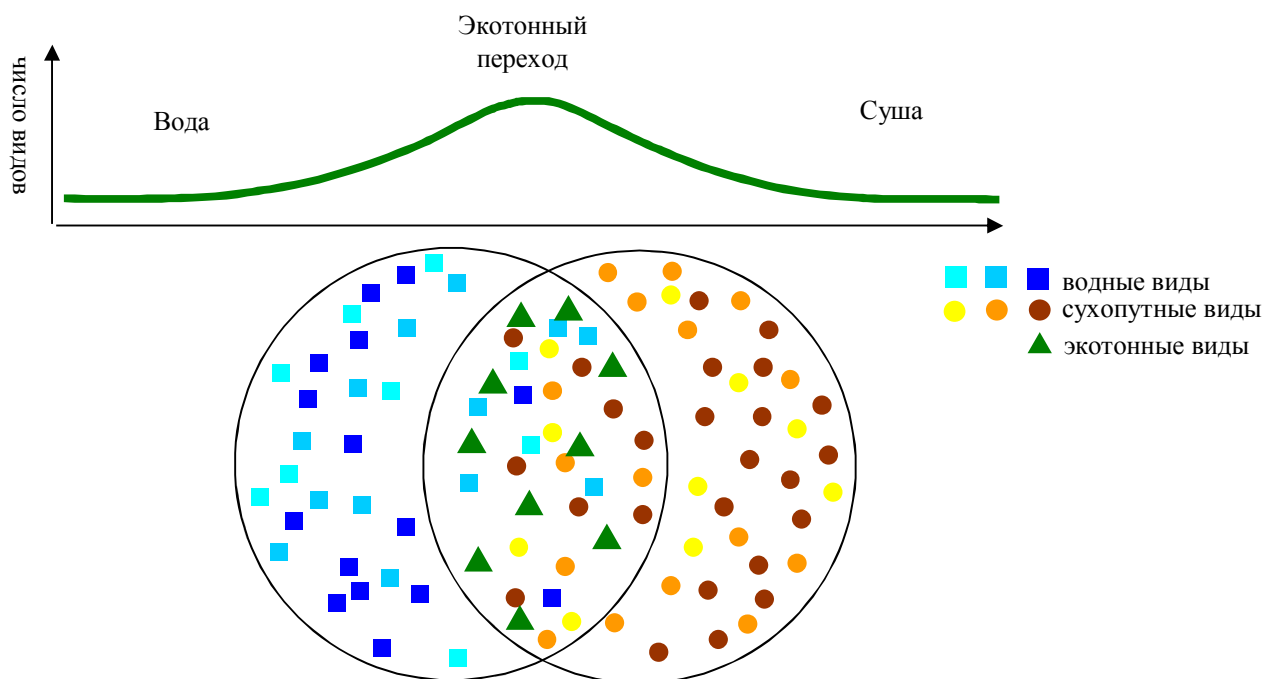 Экотонный
переход
число видов
Вода
Суша
водные виды
сухопутные виды
экотонные виды